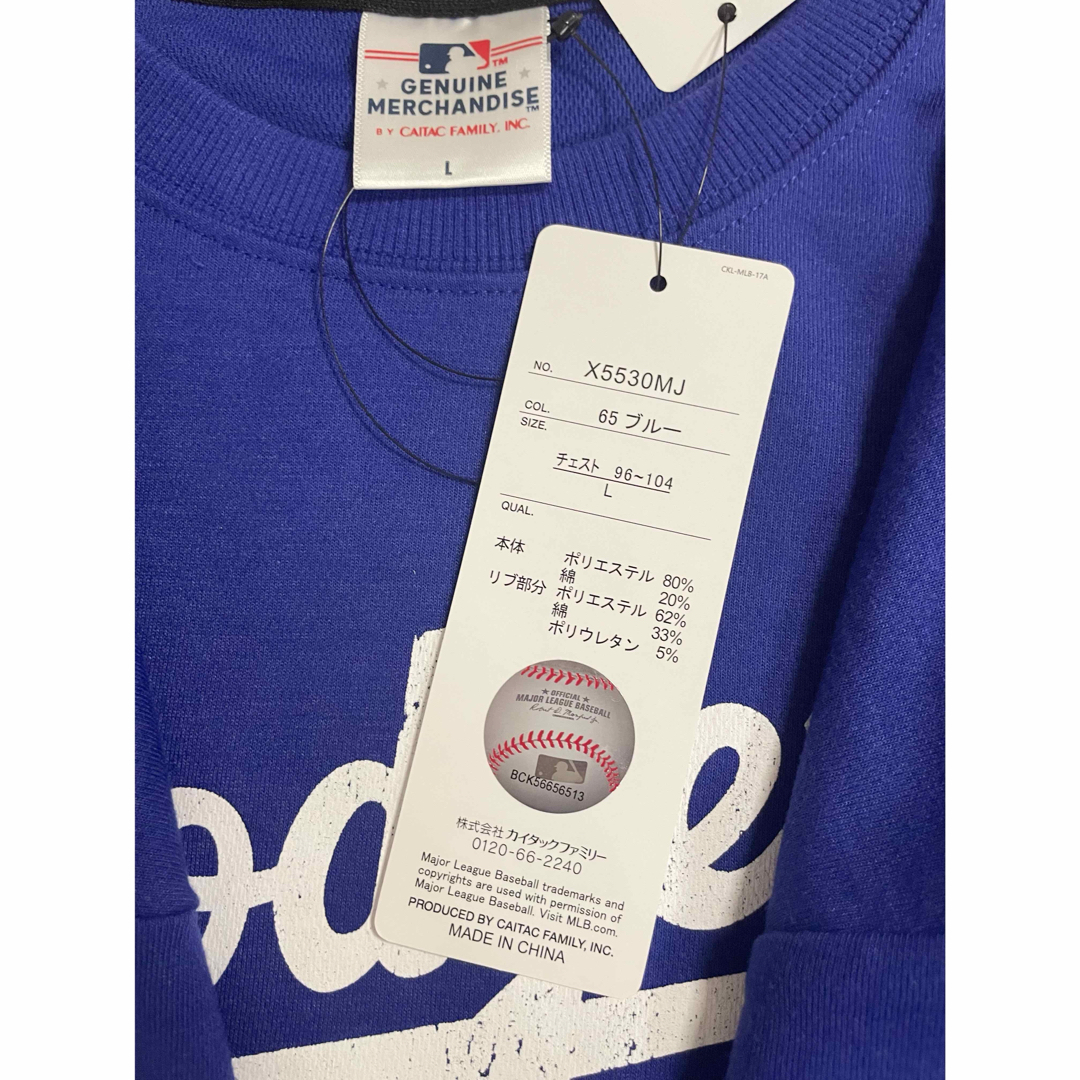 GENUINE
MERCHANDISE™
BY CAITAC FAMILY, INC.
L
CKL-MLB-17A
NO. X5530MJ
COL. 65 ブルー
SIZE.
チェスト 96~104
L
QUAL.
本体 ポリエステル 80%
綿 20%
リブ部分 ポリエステル 62%
綿 33%
ポリウレタン 5%
★ OFFICIAL ★
MAJOR LEAGUE BASEBALL
BCK56656513
株式会社 カイタックファミリー
0120-66-2240
Major League Baseball trademarks and
copyrights are used with permission of
Major League Baseball. Visit MLB.com.
PRODUCED BY CAITAC FAMILY, INC.
MADE IN CHINA